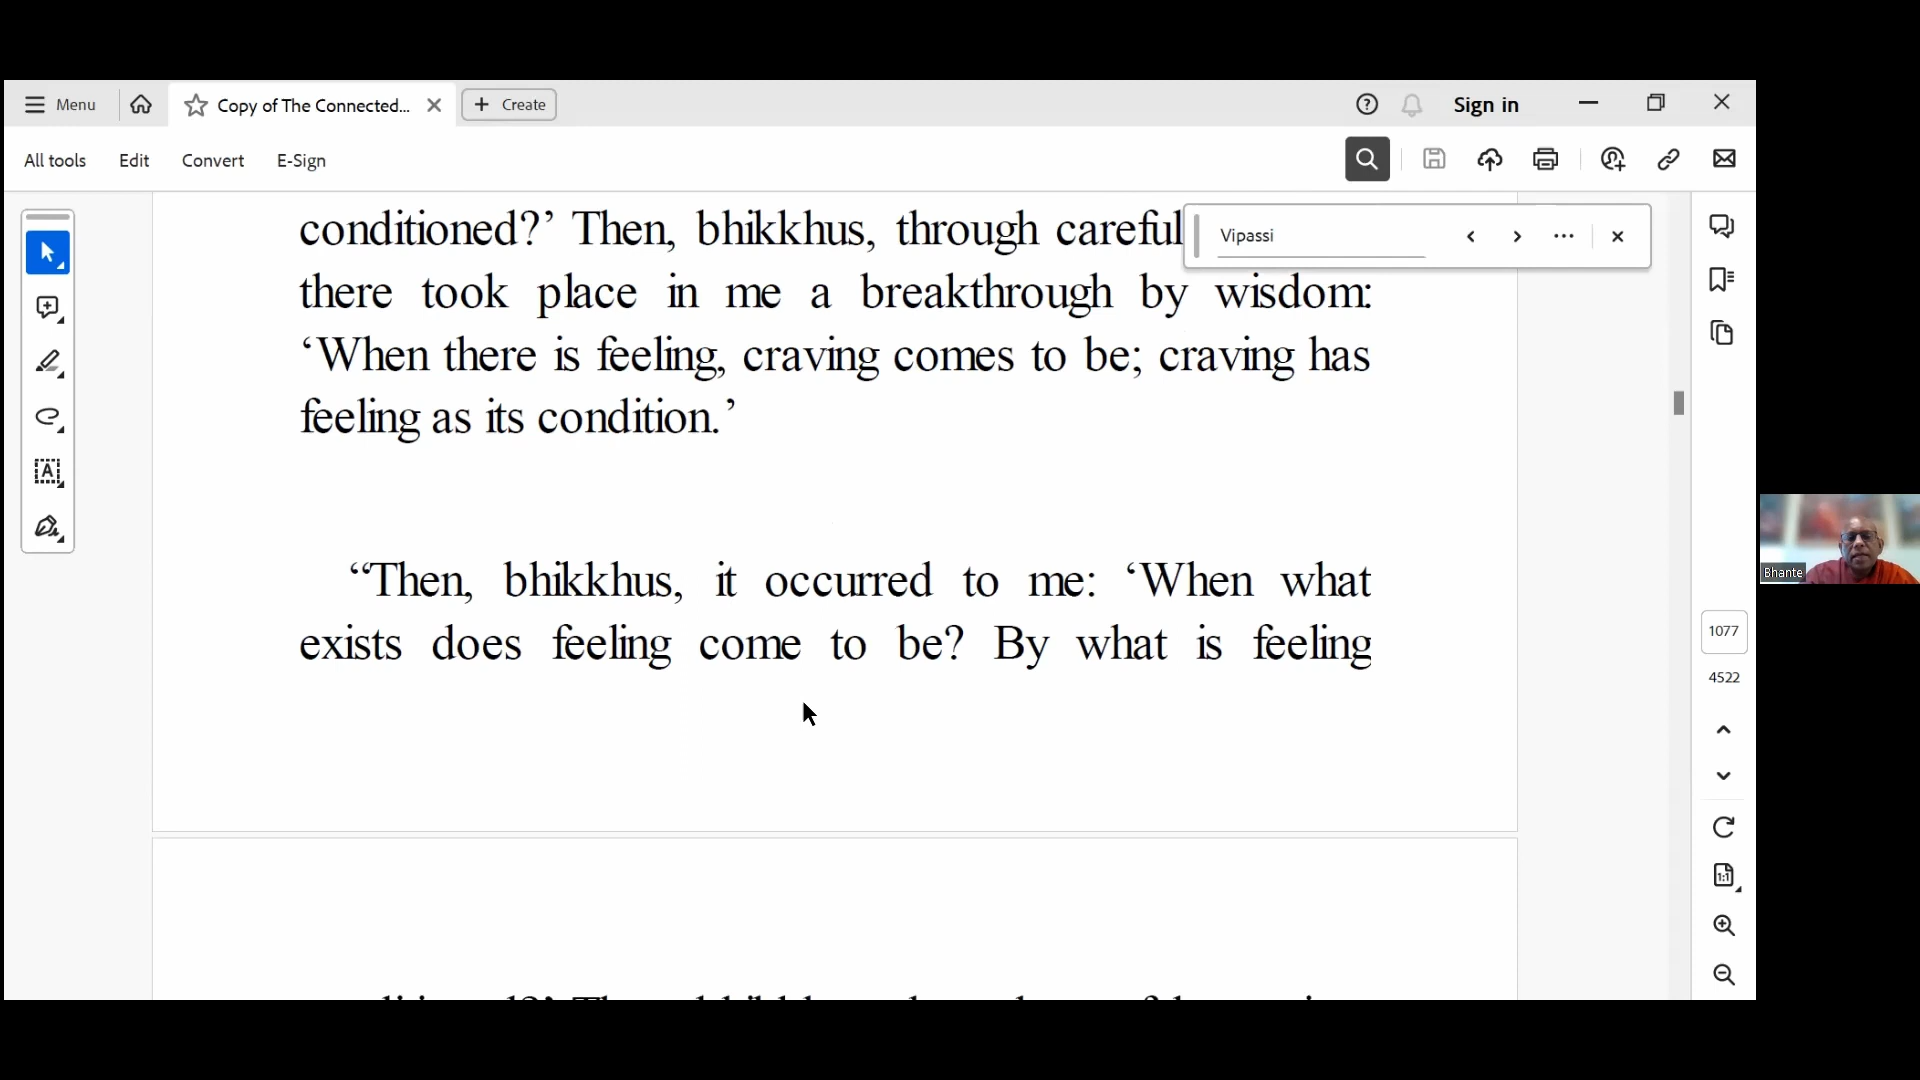 Menu
Copy of The Connected...
Create
Sign in
All tools
Edit
Convert
E-Sign
Vipassi
conditioned?’ Then, bhikkhus, through careful
there took place in me a breakthrough by wisdom:
‘When there is feeling, craving comes to be; craving has
feeling as its condition.’
“Then, bhikkhus, it occurred to me: ‘When what
exists does feeling come to be? By what is feeling
1077
4522
Bhante